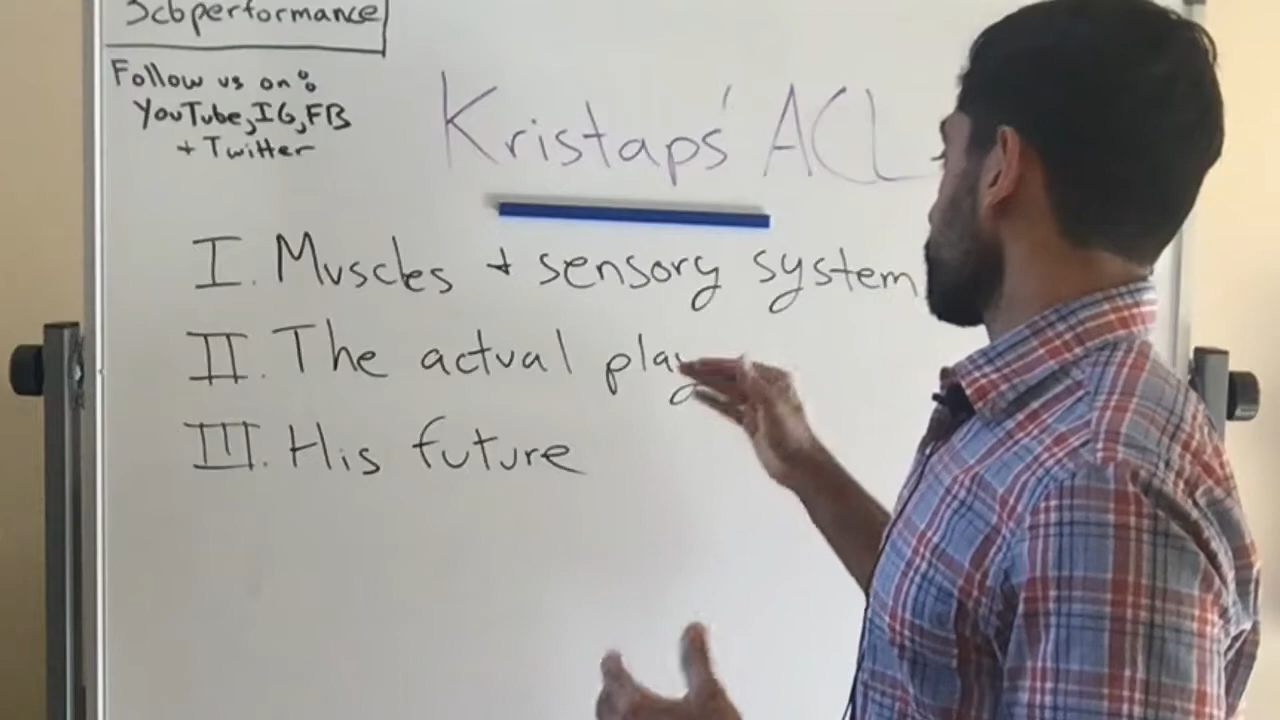 3cbperformance
Follow us on:
YouTube, IG, FB
+ Twitter
Kristaps' ACL
I. Muscles + sensory system
II. The actual play
III. His future